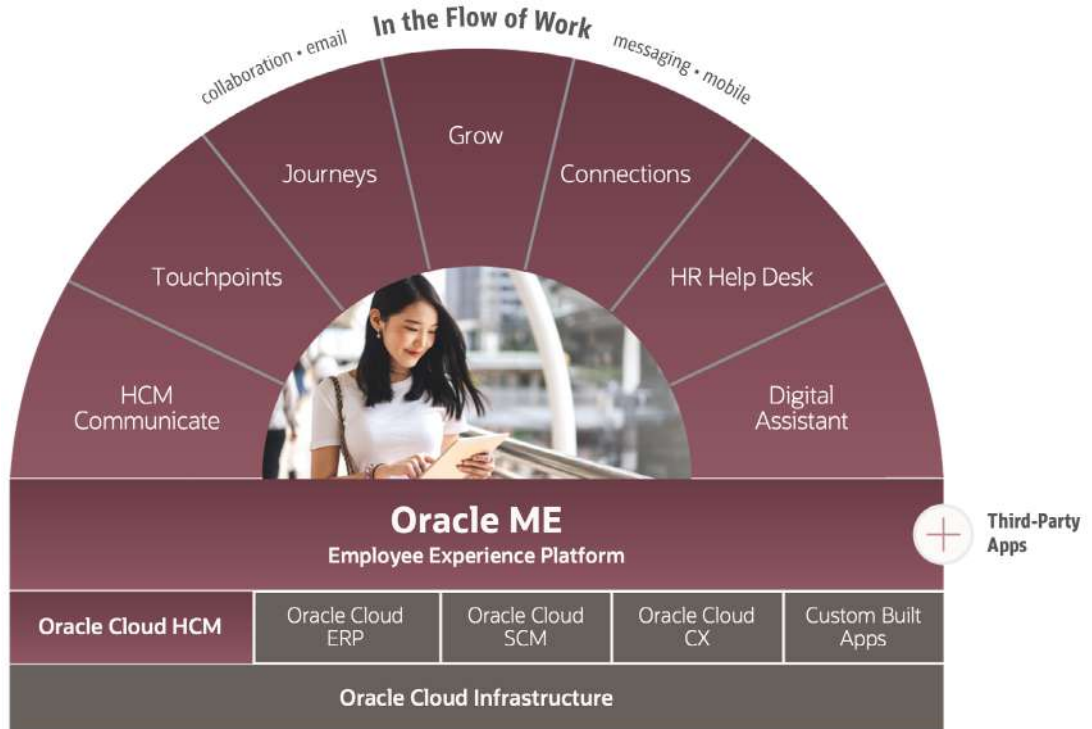 In the Flow of Work
collaboration • email
messaging • mobile
Grow
Journeys
Connections
Touchpoints
HR Help Desk
HCM
Communicate
Digital
Assistant
Oracle ME
Employee Experience Platform
Third-Party
Apps
Oracle Cloud HCM
Oracle Cloud
ERP
Oracle Cloud
SCM
Oracle Cloud
CX
Custom Built
Apps
Oracle Cloud Infrastructure